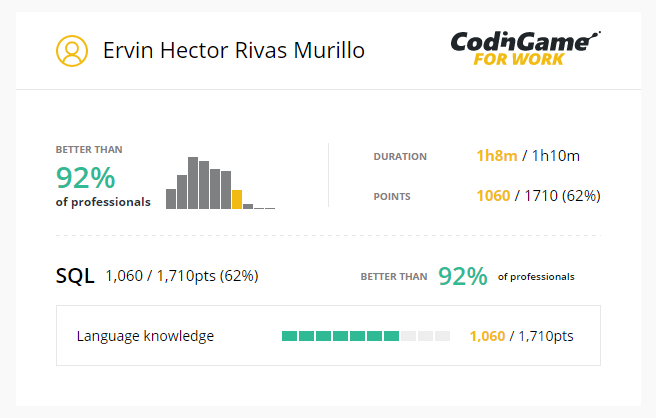 Ervin Hector Rivas Murillo
CodinGame
FOR WORK
BETTER THAN
92%
of professionals
DURATION 1h8m / 1h10m
POINTS 1060 / 1710 (62%)
SQL 1,060 / 1,710pts (62%) BETTER THAN 92% of professionals
Language knowledge 1,060 / 1,710pts